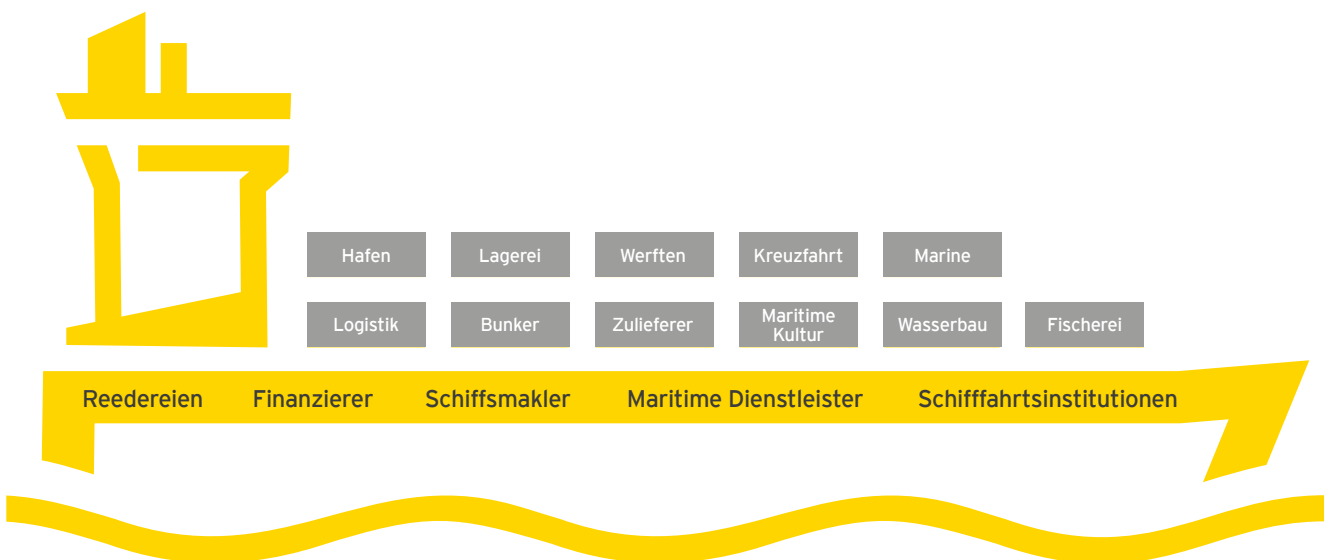 Hafen Lagerei Werften Kreuzfahrt Marine
Logistik Bunker Zulieferer Maritime Kultur Wasserbau Fischerei
Reedereien Finanzierer Schiffsmakler Maritime Dienstleister Schifffahrtsinstitutionen